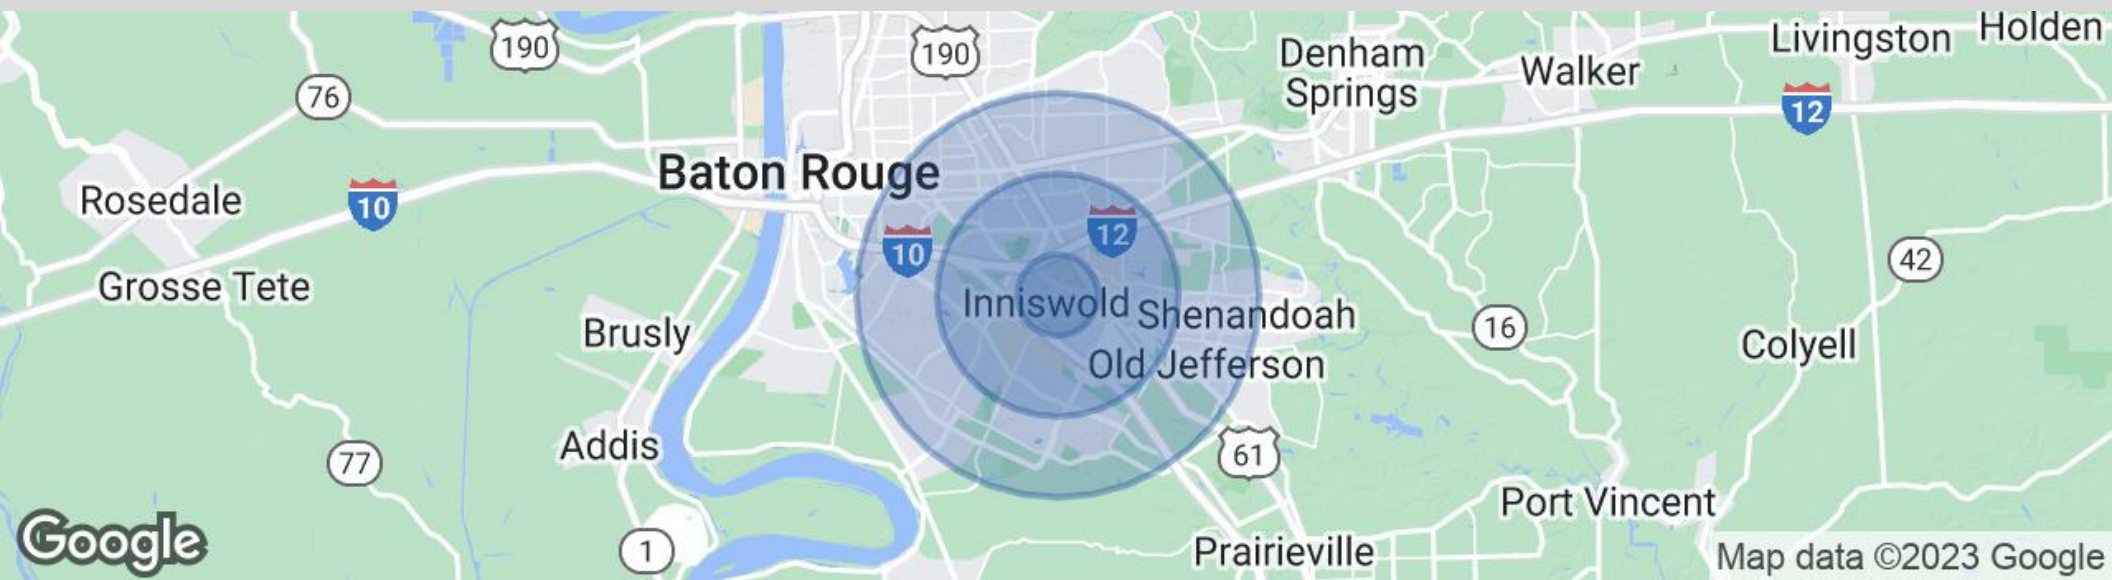 190
190
Denham
Springs
Walker
Livingston
Holden
76
12
Baton Rouge
Rosedale
10
10
12
42
Grosse Tete
Inniswold
Shenandoah
16
Brusly
Colyell
Old Jefferson
Addis
61
77
Port Vincent
Google
1
Prairieville
Map data ©2023 Google